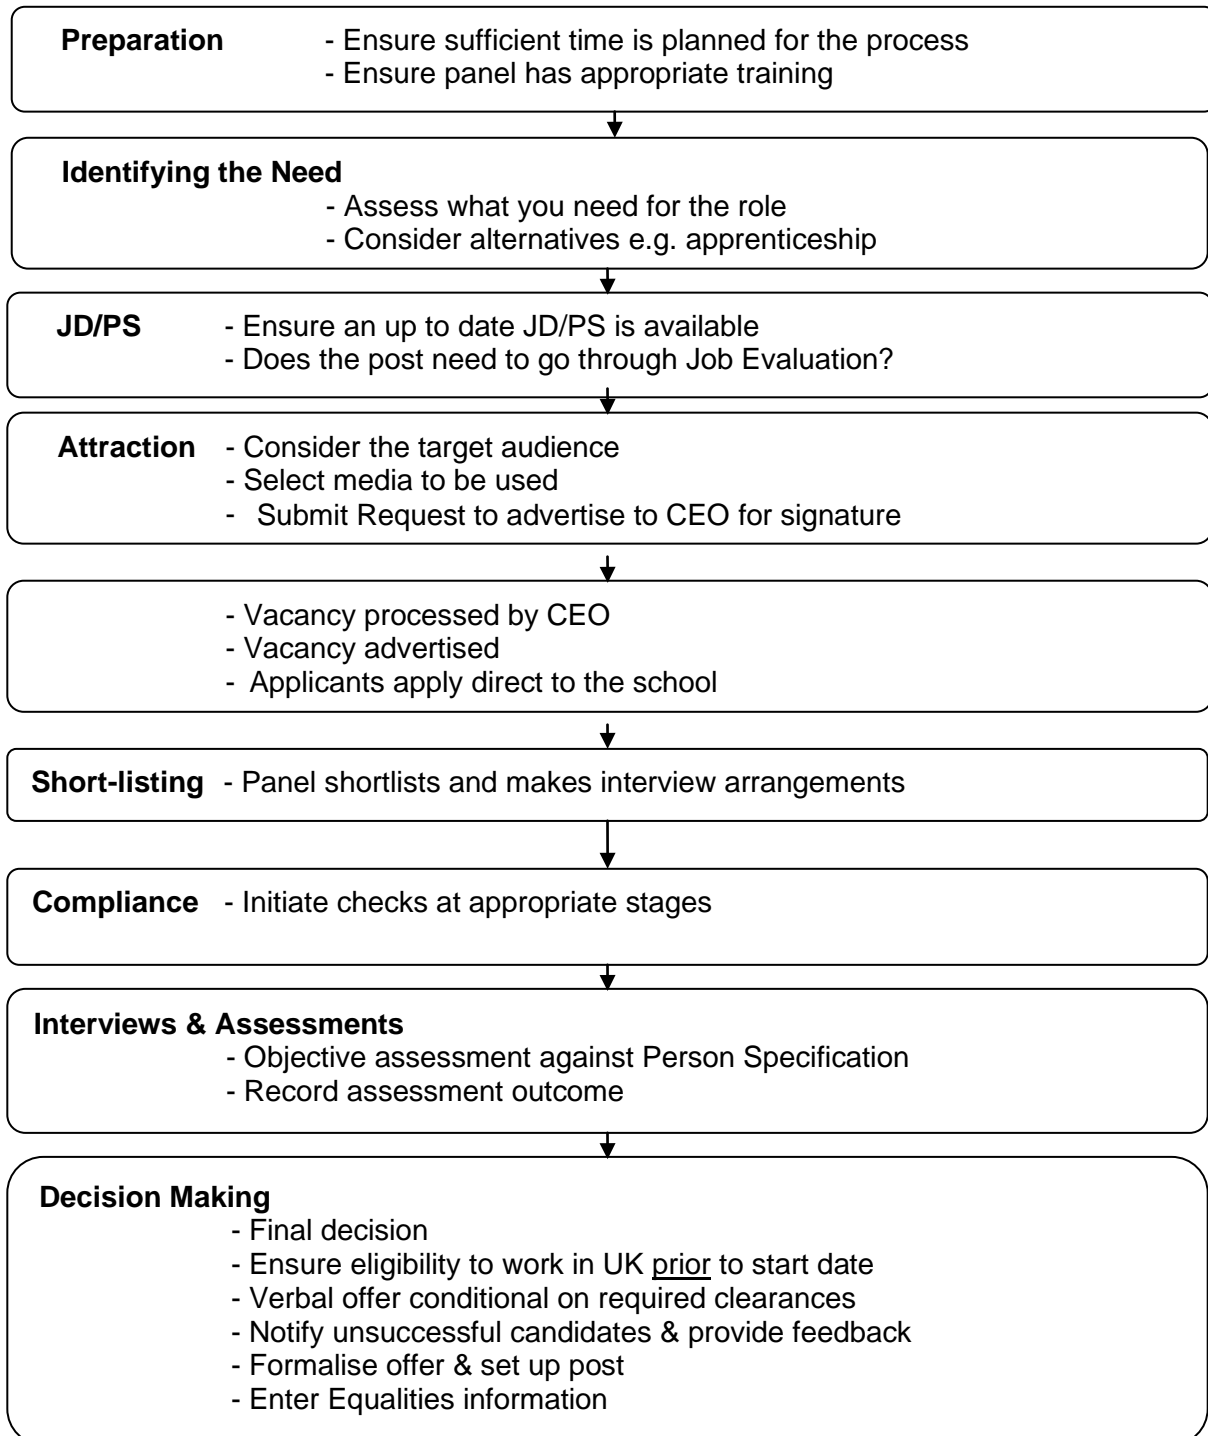 Preparation - Ensure sufficient time is planned for the process
- Ensure panel has appropriate training
Identifying the Need
- Assess what you need for the role
- Consider alternatives e.g. apprenticeship
JD/PS - Ensure an up to date JD/PS is available
- Does the post need to go through Job Evaluation?
Attraction - Consider the target audience
- Select media to be used
- Submit Request to advertise to CEO for signature
- Vacancy processed by CEO
- Vacancy advertised
- Applicants apply direct to the school
Short-listing - Panel shortlists and makes interview arrangements
Compliance - Initiate checks at appropriate stages
Interviews & Assessments
- Objective assessment against Person Specification
- Record assessment outcome
Decision Making
- Final decision
- Ensure eligibility to work in UK prior to start date
- Verbal offer conditional on required clearances
- Notify unsuccessful candidates & provide feedback
- Formalise offer & set up post
- Enter Equalities information